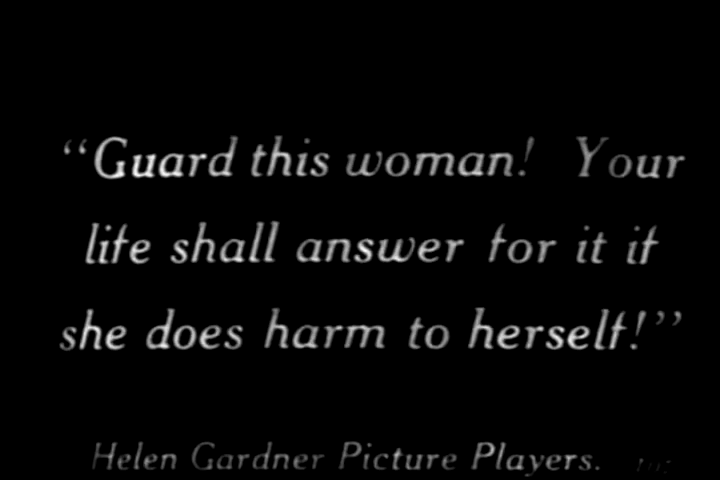 “Guard this woman! Your
life shall answer for it if
she does harm to herself!”
Helen Gardner Picture Players.